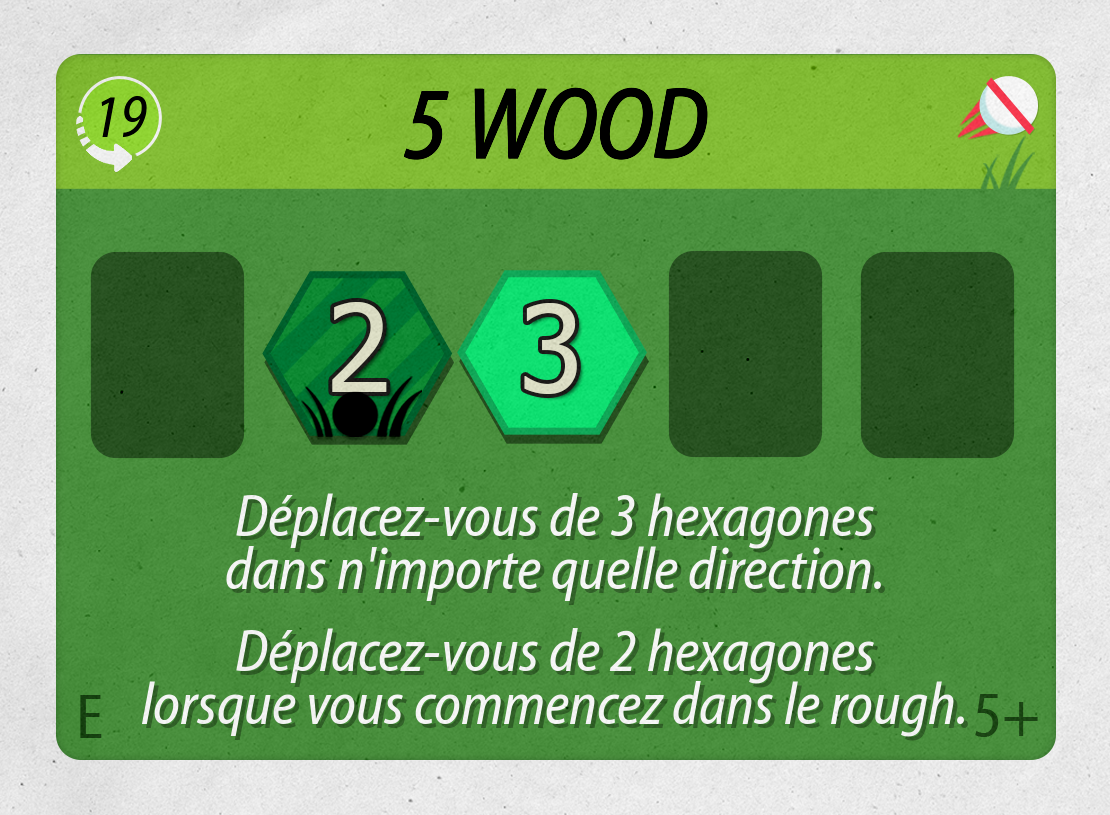 19
5 WOOD
2
3
Déplacez-vous de 3 hexagones
dans n'importe quelle direction.
Déplacez-vous de 2 hexagones
lorsque vous commencez dans le rough.
E
5+